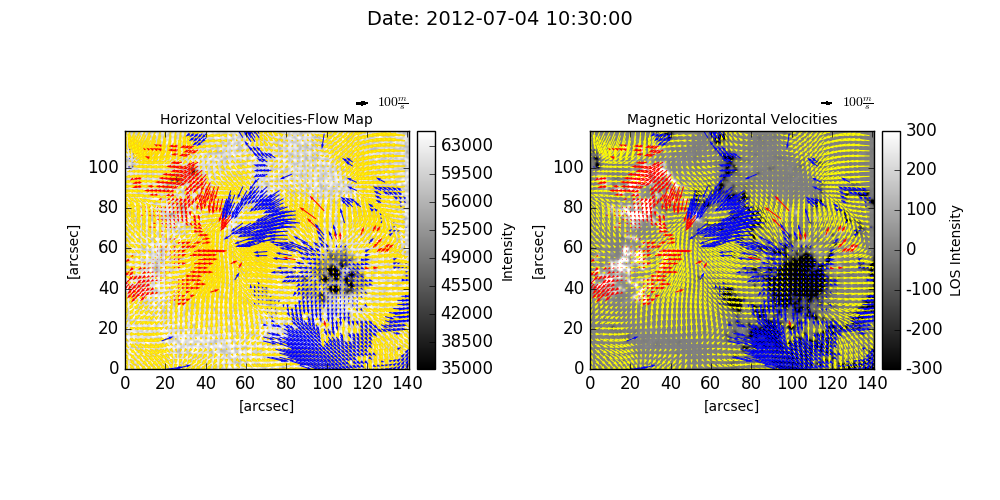 Date: 2012-07-04 10:30:00
100 m/s
Horizontal Velocities-Flow Map
100
80
60
40
20
0
0 20 40 60 80 100 120 140
[arcsec]
[arcsec]
63000
59500
56000
52500
49000
45500
42000
38500
35000
Intensity
100 m/s
Magnetic Horizontal Velocities
100
80
60
40
20
0
0 20 40 60 80 100 120 140
[arcsec]
[arcsec]
300
200
100
0
-100
-200
-300
LOS Intensity